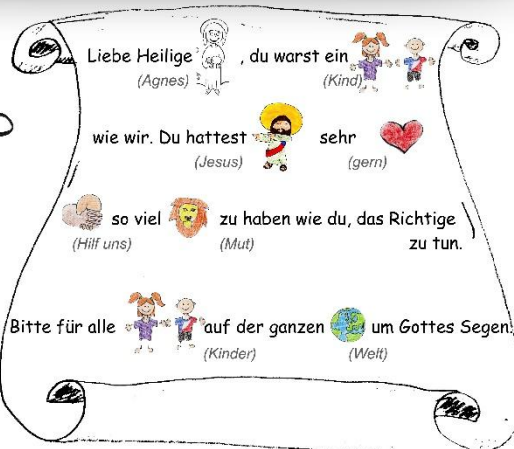 Liebe Heilige , du warst ein
(Agnes) (Kind)
wie wir. Du hattest sehr
(Jesus) (gern)
so viel zu haben wie du, das Richtige
(Hilf uns) (Mut) zu tun.
Bitte für alle auf der ganzen um Gottes Segen.
(Kinder) (Welt)